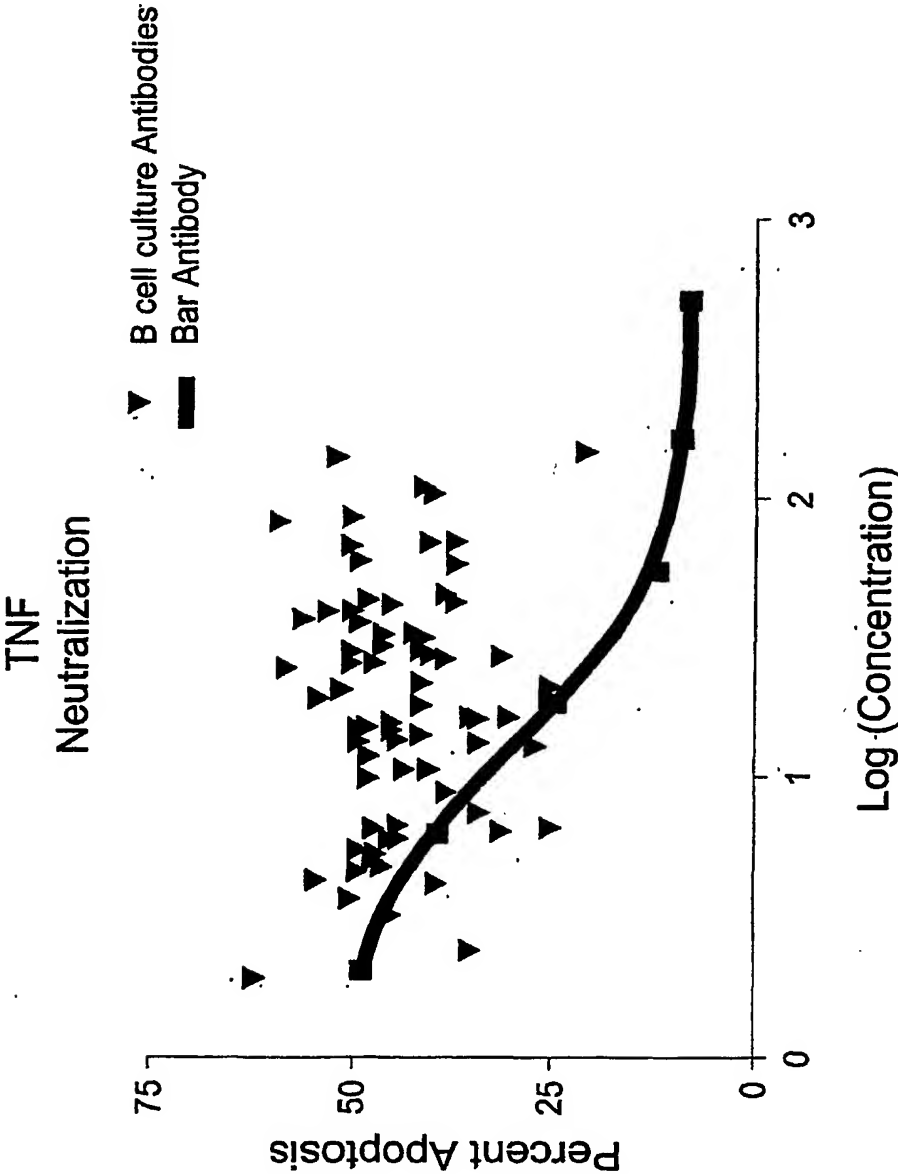 TNF
Neutralization
B cell culture Antibodies
Bar Antibody
75
50
25
0
Percent Apoptosis
0
1
2
3
Log (Concentration)